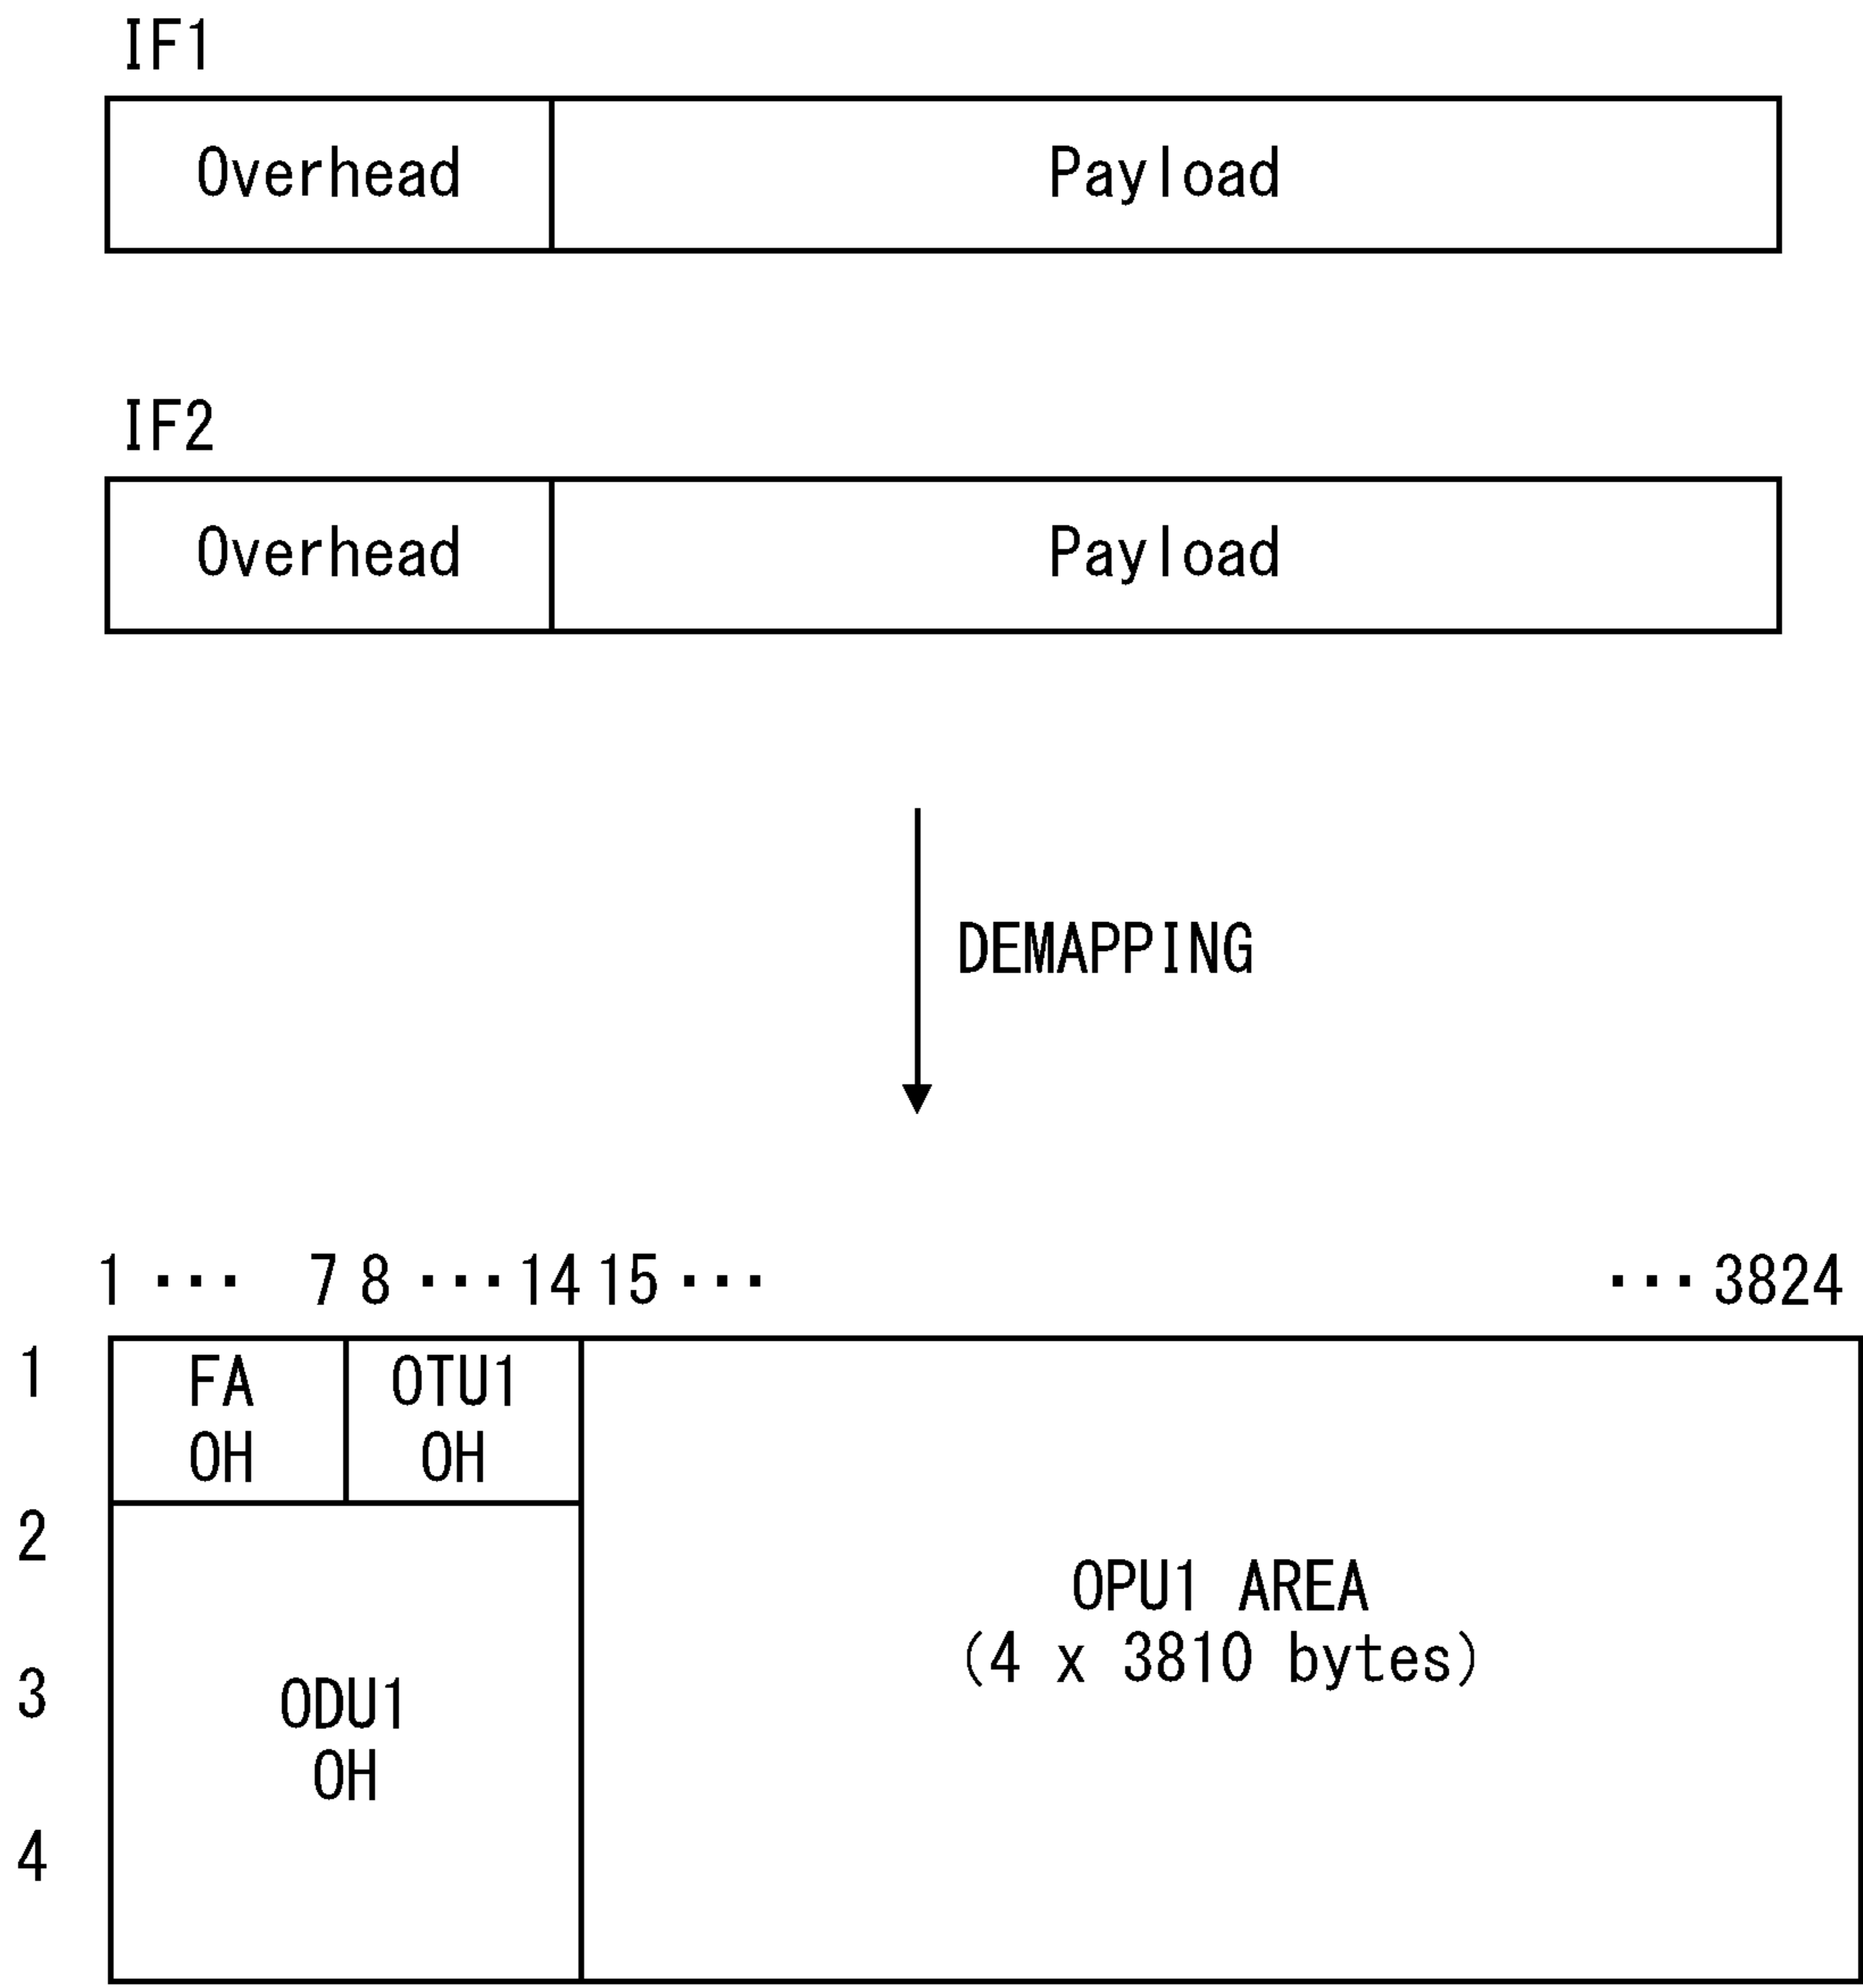 IF1
Overhead Payload
IF2
Overhead Payload
DEMAPPING
1 ··· 7 8 ··· 14 15 ··· ··· 3824
1
FA OTU1
OH OH
2
OPU1 AREA
(4 x 3810 bytes)
3
ODU1
OH
4